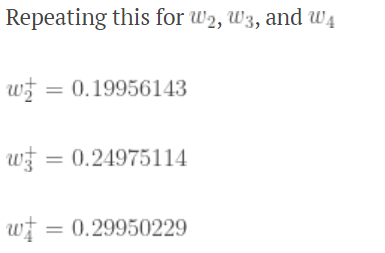 Repeating this for w₂, w₃, and w₄
w₂⁺ = 0.19956143
w₃⁺ = 0.24975114
w₄⁺ = 0.29950229